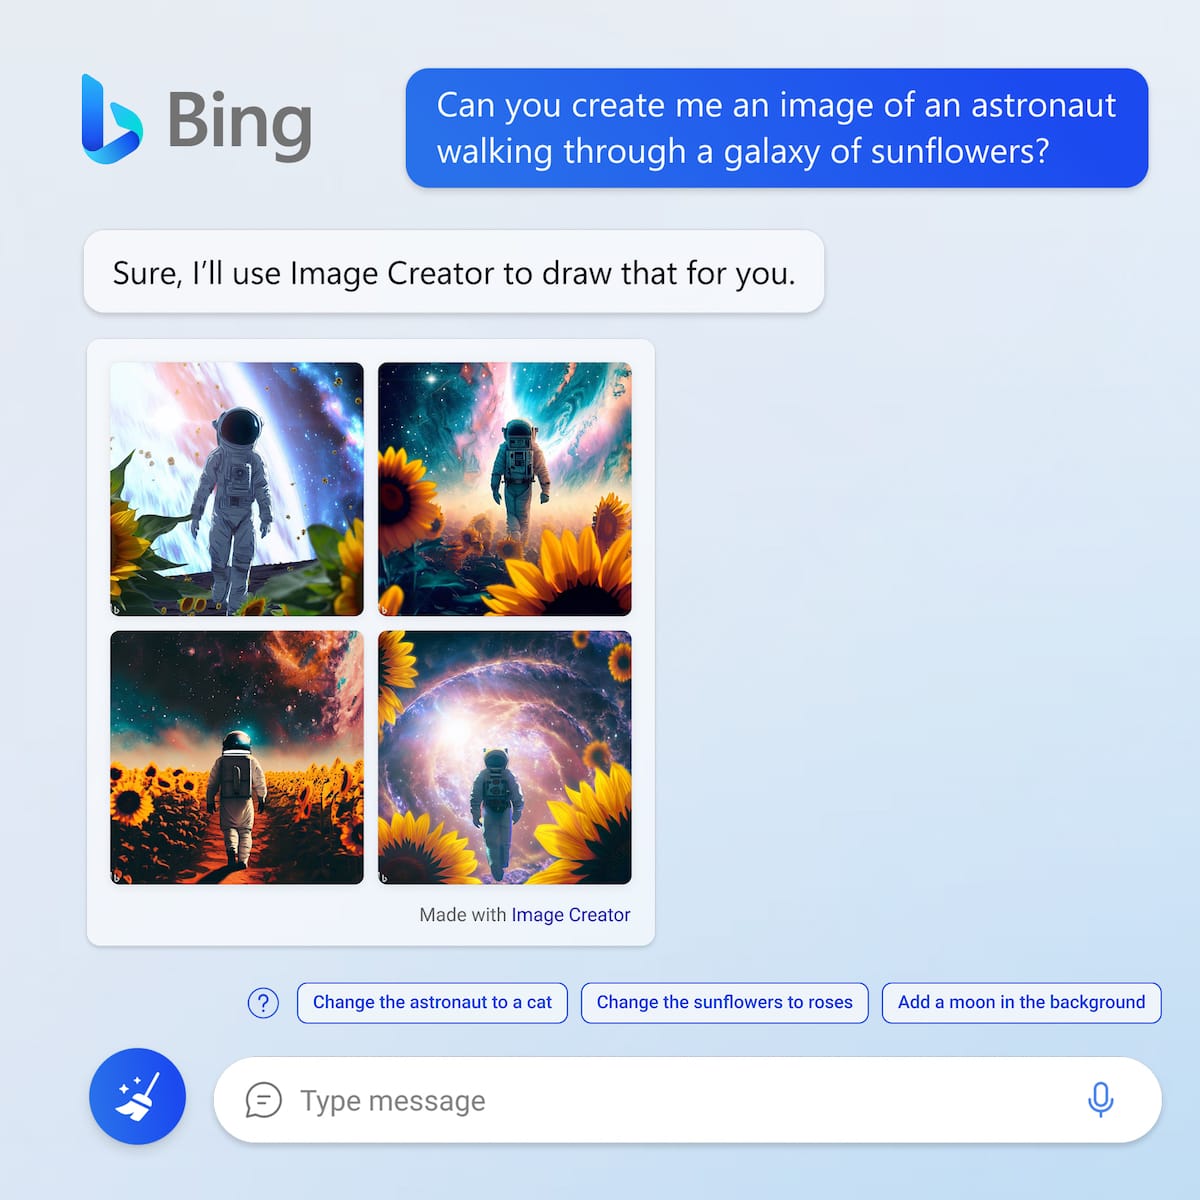 Bing
Can you create me an image of an astronaut
walking through a galaxy of sunflowers?
Sure, I’ll use Image Creator to draw that for you.
Made with Image Creator
? Change the astronaut to a cat Change the sunflowers to roses Add a moon in the background
Type message